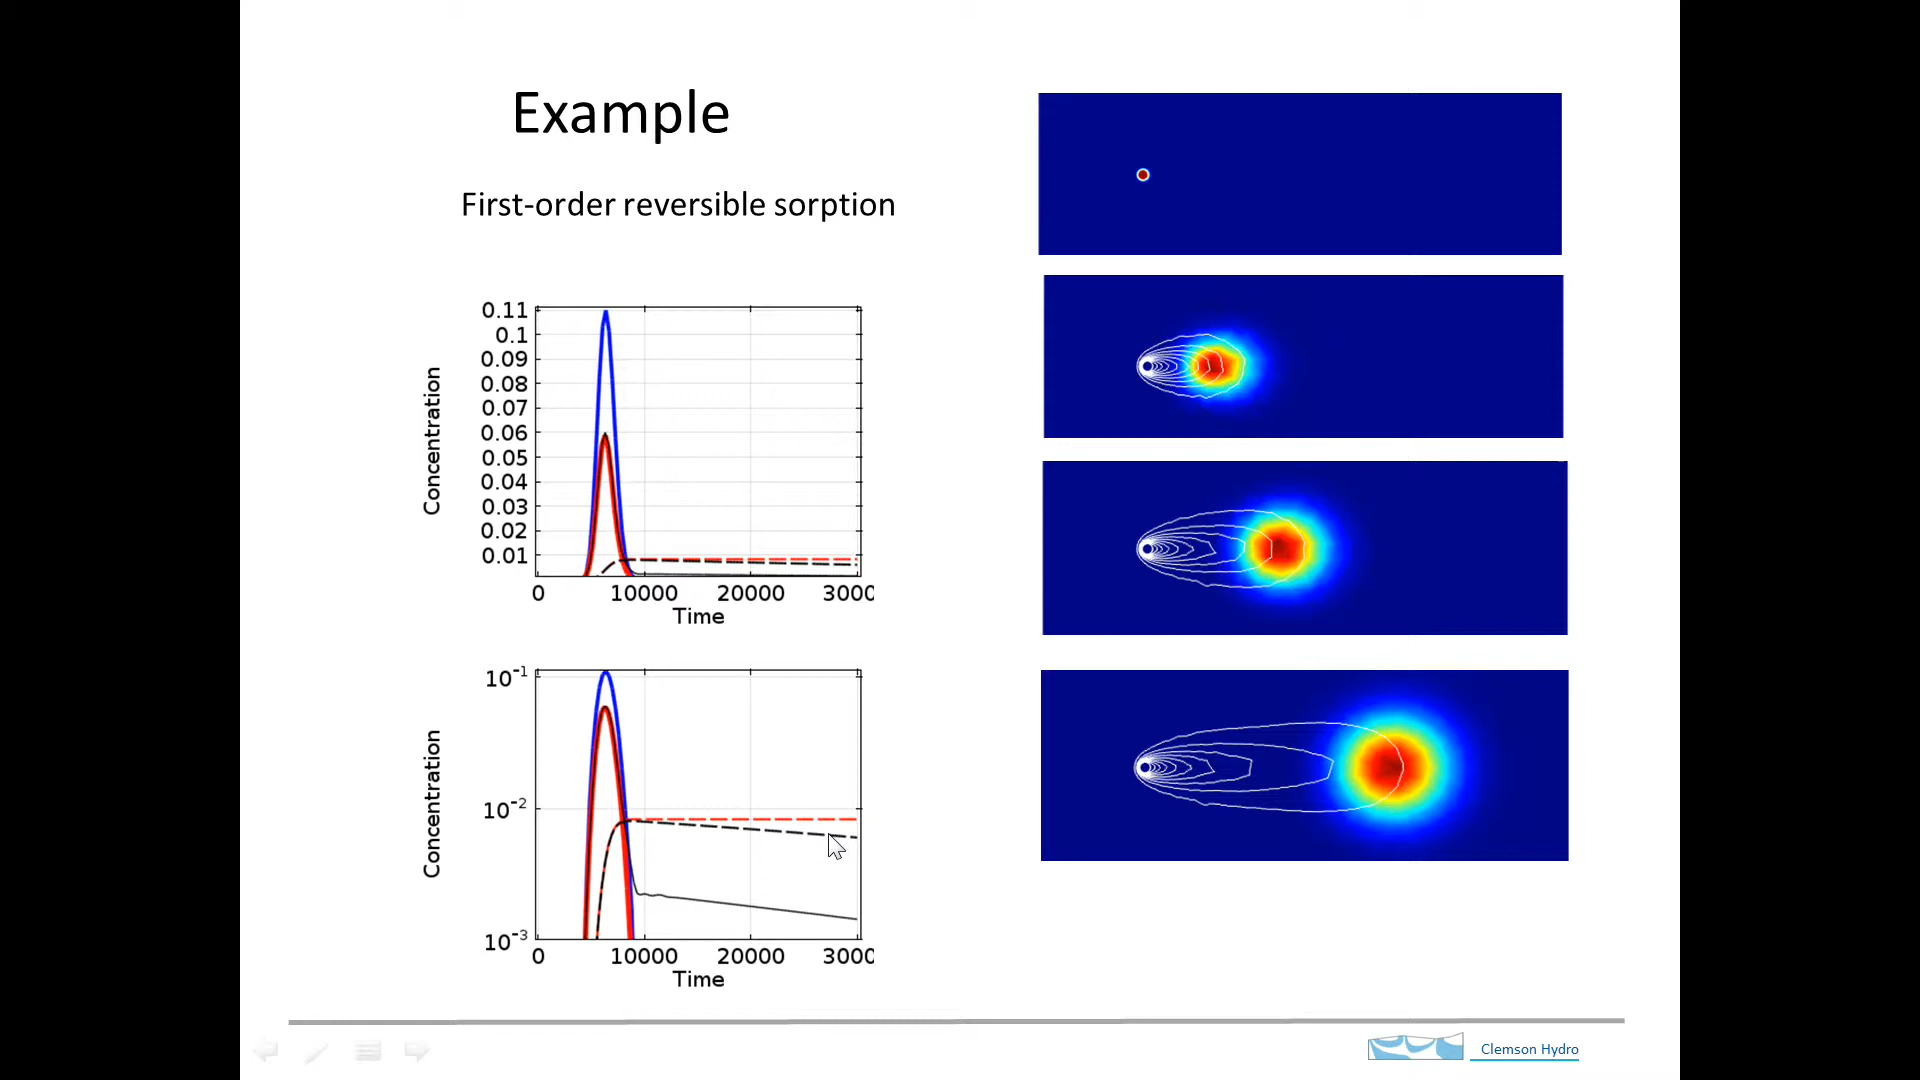 Example
First-order reversible sorption
0.11
0.1
0.09
0.08
0.07
0.06
0.05
0.04
0.03
0.02
0.01
Concentration
0 10000 20000 3000
Time
10^-1
10^-2
10^-3
Concentration
0 10000 20000 3000
Time
Clemson Hydro